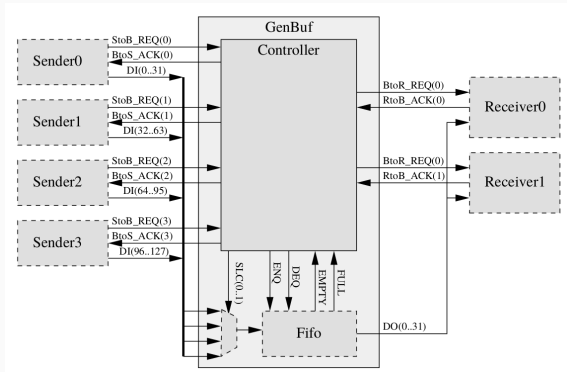 GenBuf
Controller
Sender0
StoB_REQ(0)
BtoS_ACK(0)
DI(0..31)
Sender1
StoB_REQ(1)
BtoS_ACK(1)
DI(32..63)
Sender2
StoB_REQ(2)
BtoS_ACK(2)
DI(64..95)
Sender3
StoB_REQ(3)
BtoS_ACK(3)
DI(96..127)
BtoR_REQ(0)
RtoB_ACK(0)
Receiver0
BtoR_REQ(0)
RtoB_ACK(1)
Receiver1
SLC(0..1)
ENQ
DEQ
EMPTY
FULL
Fifo
DO(0..31)